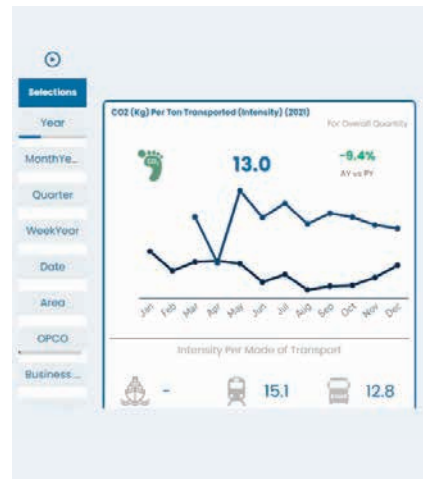 Selections
Year
MonthYe...
Quarter
WeekYear
Date
Area
OPCO
Business ...
CO2 (Kg) Per Ton Transported (Intensity) (2021)
For Overall Quantity
CO2
13.0
-9.4%
AY vs PY
Jan Feb Mar Apr May Jun Jul Aug Sep Oct Nov Dec
Intensity Per Mode of Transport
- 15.1 12.8